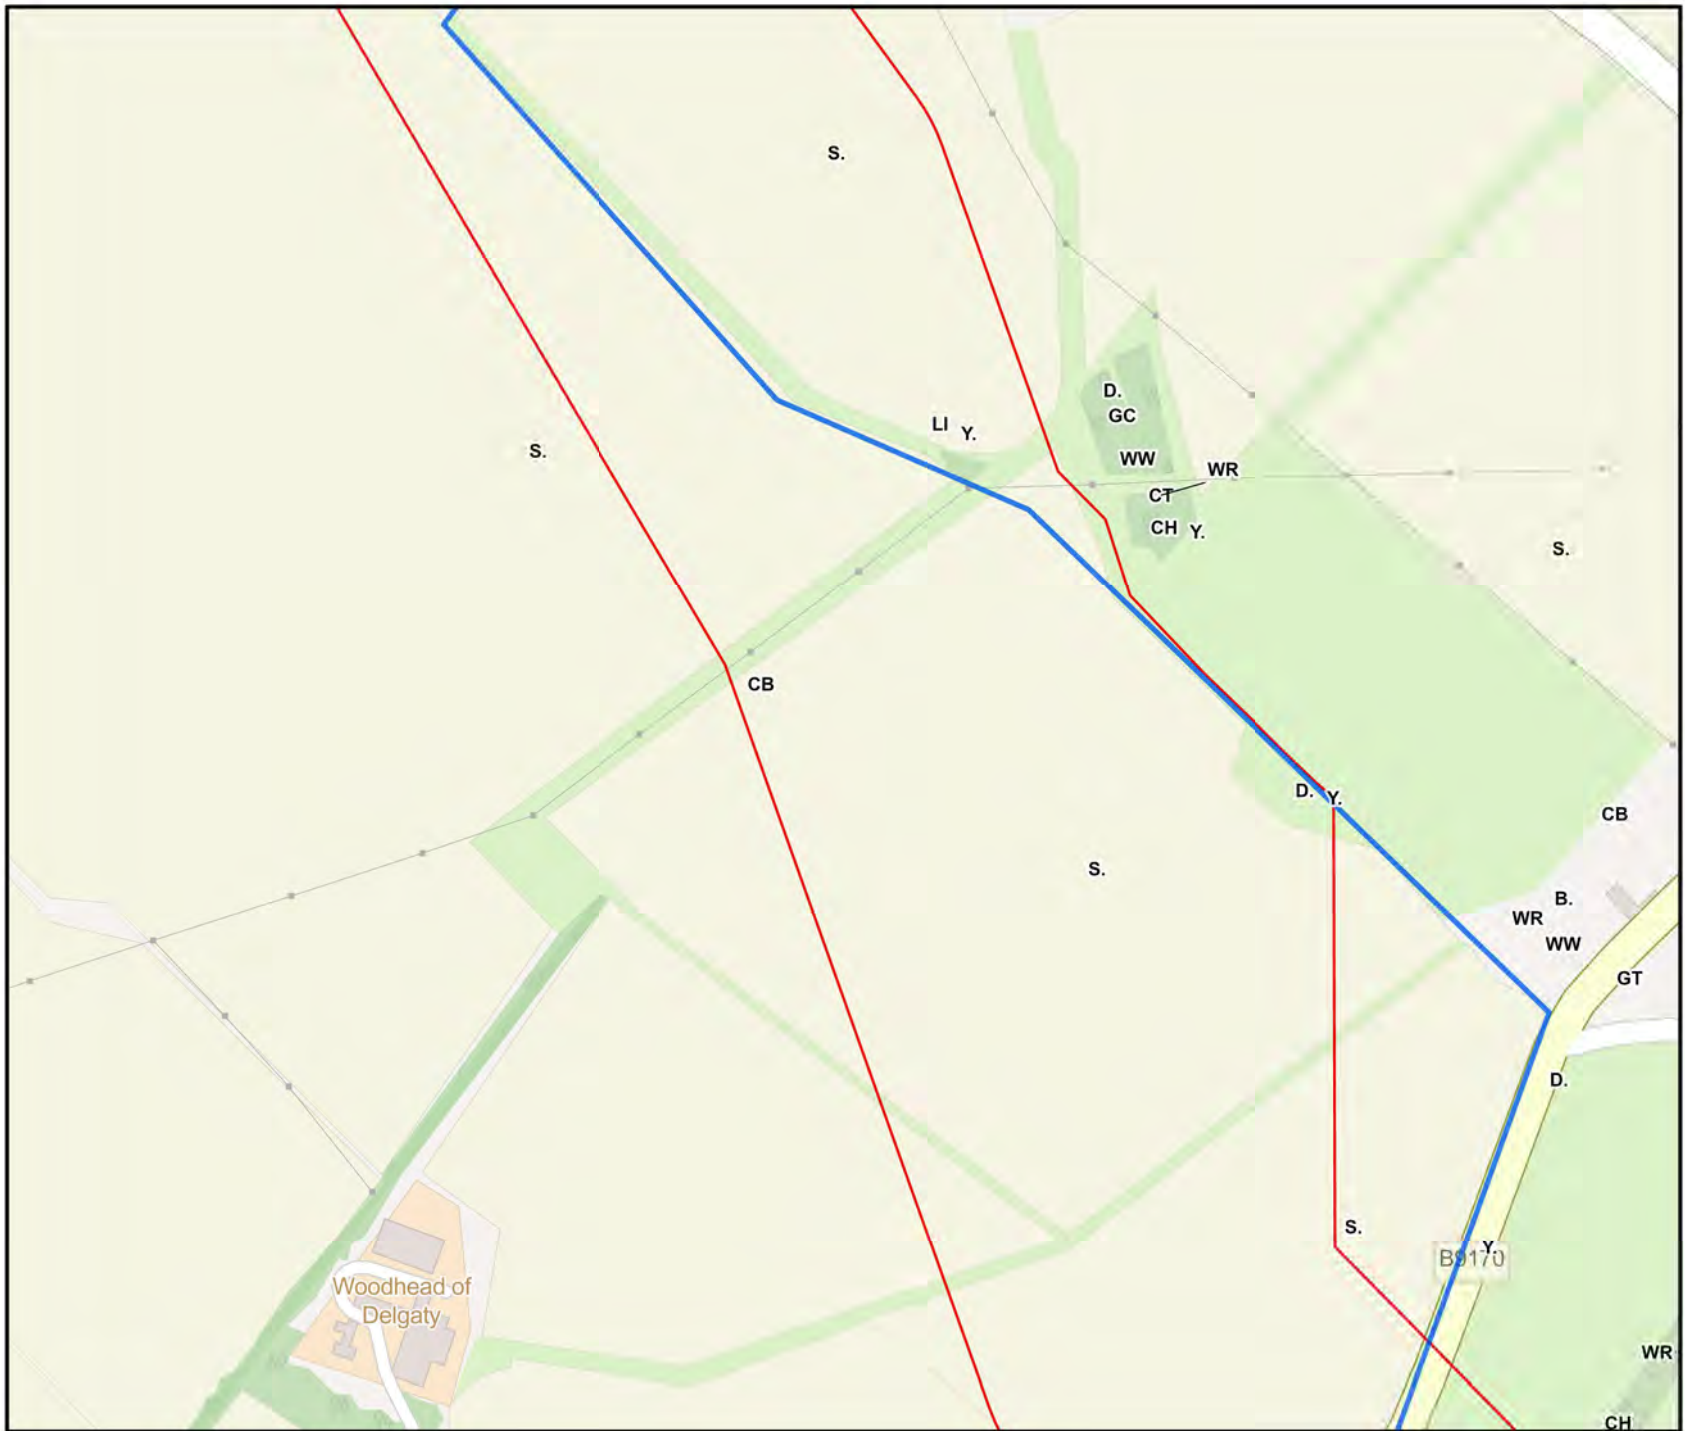 S.
D.
GC
LI Y.
S.
WW
WR
CT
CH Y.
S.
CB
D. Y.
CB
S.
B.
WR
WW
GT
D.
S.
Y.
B9170
Woodhead of
Delgaty
WR
CH